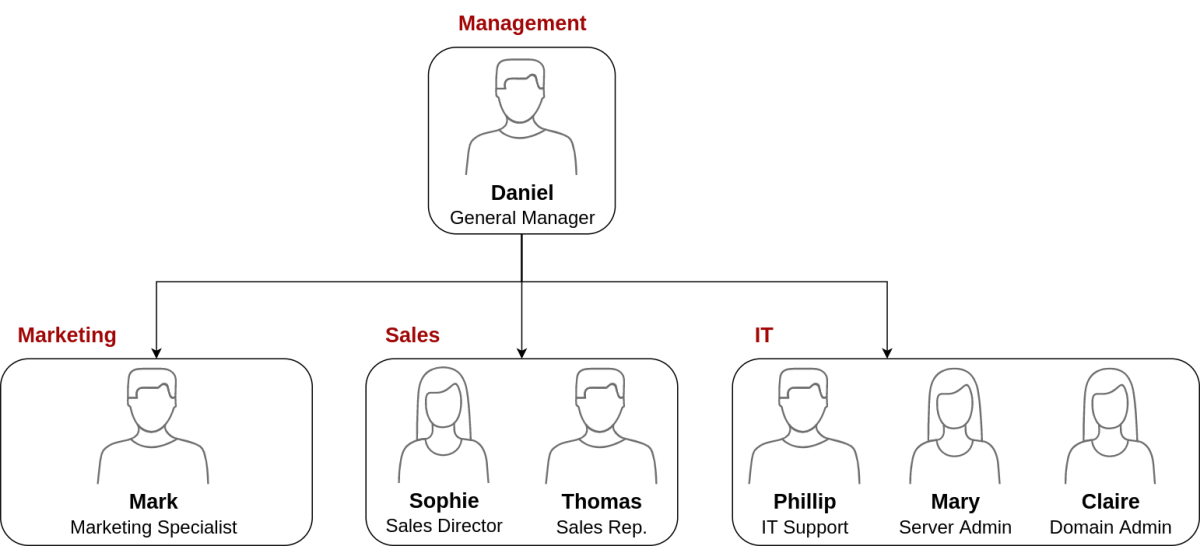 Management
Daniel
General Manager
Marketing
Mark
Marketing Specialist
Sales
Sophie
Sales Director
Thomas
Sales Rep.
IT
Phillip
IT Support
Mary
Server Admin
Claire
Domain Admin